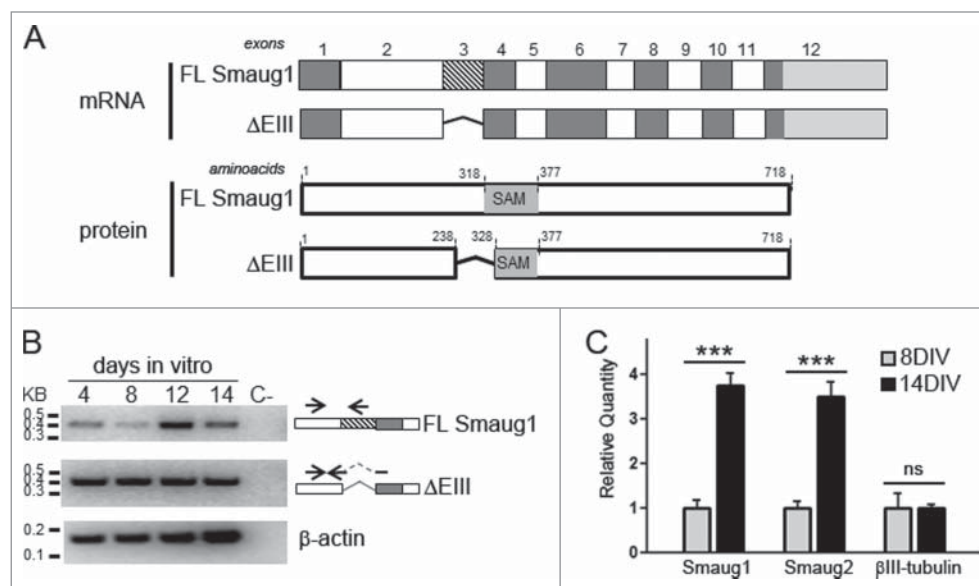 A
exons
1 2 3 4 5 6 7 8 9 10 11 12
mRNA
FL Smaug1
ΔEIII
aminoacids
1 318 377 718
protein
FL Smaug1
SAM
1 238 328 377 718
ΔEIII
SAM
B
days in vitro
KB 4 8 12 14 C-
0.5
0.4
0.3
FL Smaug1
0.5
0.4
0.3
ΔEIII
0.2
0.1
β-actin
C
Relative Quantity
4
3
2
1
0
***
***
ns
8DIV
14DIV
Smaug1 Smaug2 βIII-tubulin